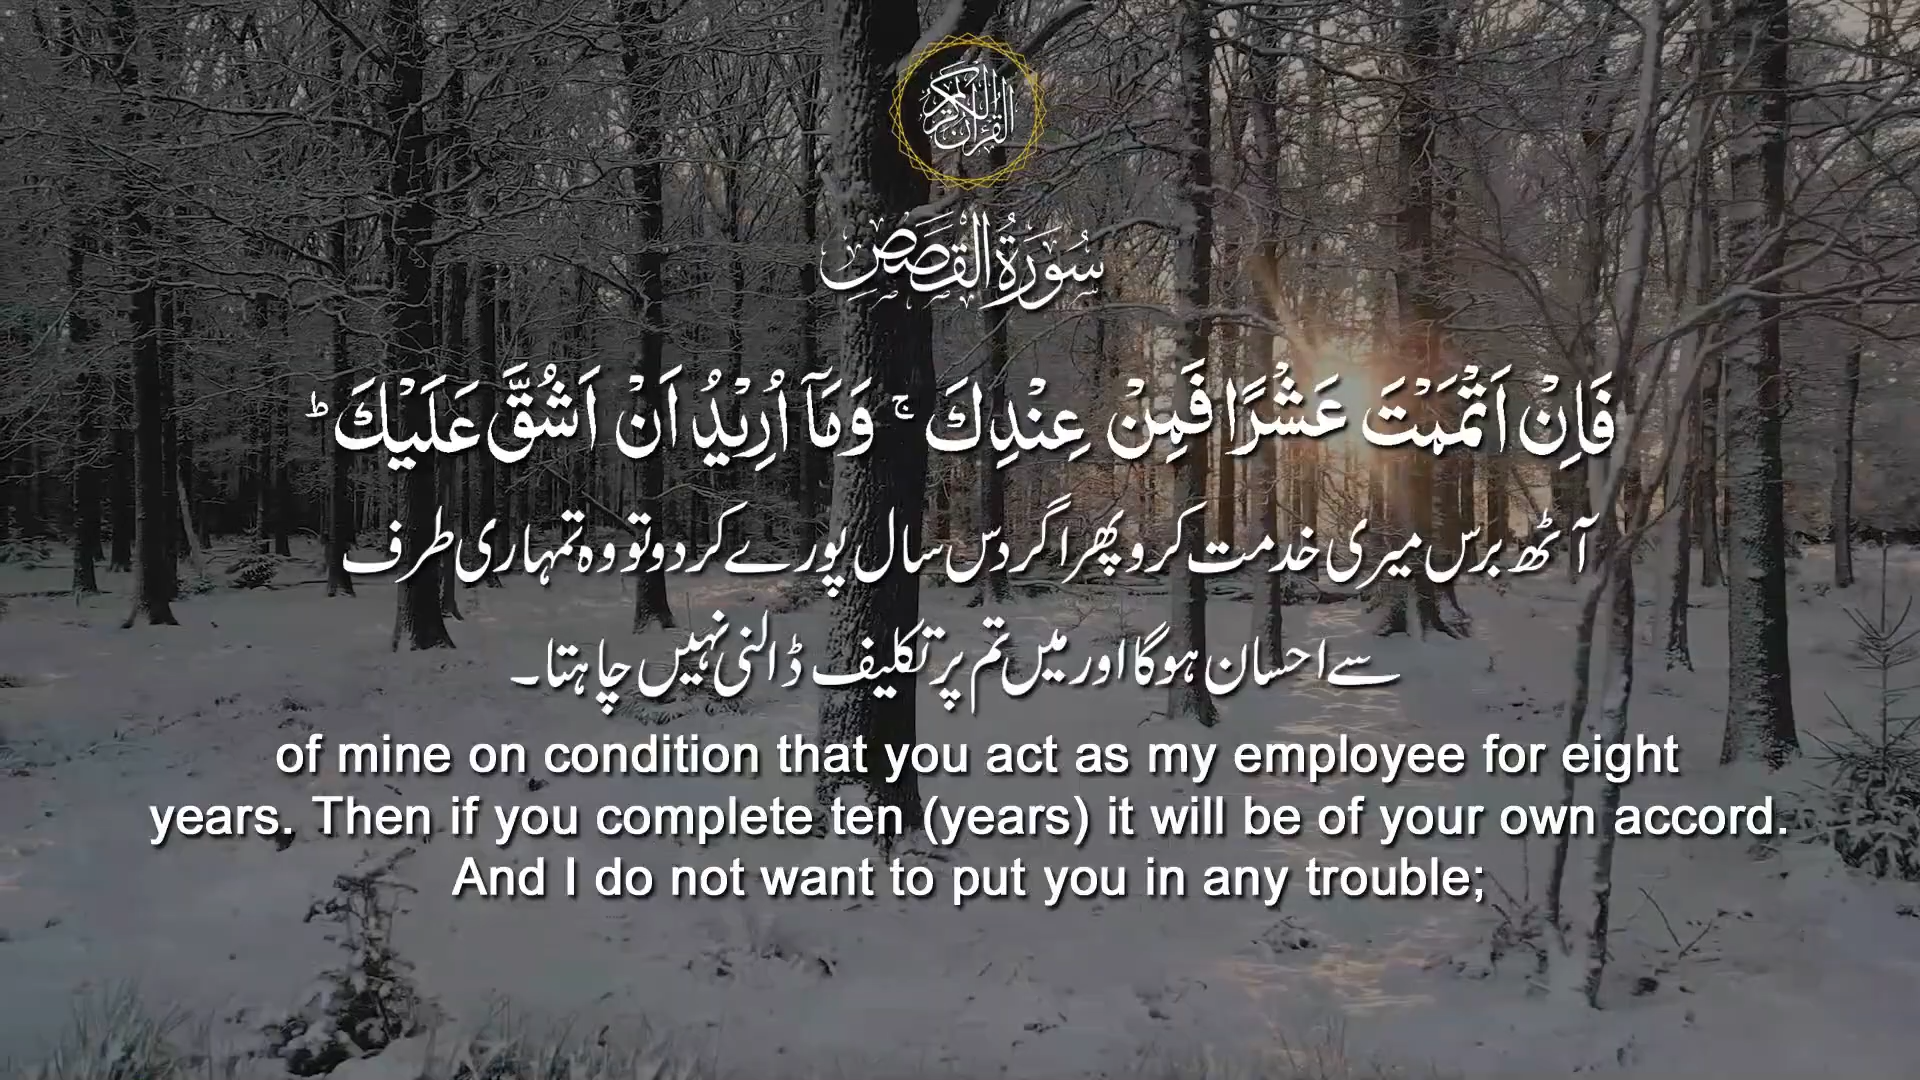 القرآن الكريم
سُورَةُ الْقَصَصِ
فَاِنْ اَتْمَمْتَ عَشْرًا فَمِنْ عِنْدِكَ ۚ وَمَاۤ اُرِيْدُ اَنْ اَشُقَّ عَلَيْكَ ؕ
آٹھ برس میری خدمت کرو پھر اگر دس سال پورے کر دو تو وہ تمہاری طرف
سے احسان ہوگا اور میں تم پر تکلیف ڈالنی نہیں چاہتا۔
of mine on condition that you act as my employee for eight
years. Then if you complete ten (years) it will be of your own accord.
And I do not want to put you in any trouble;